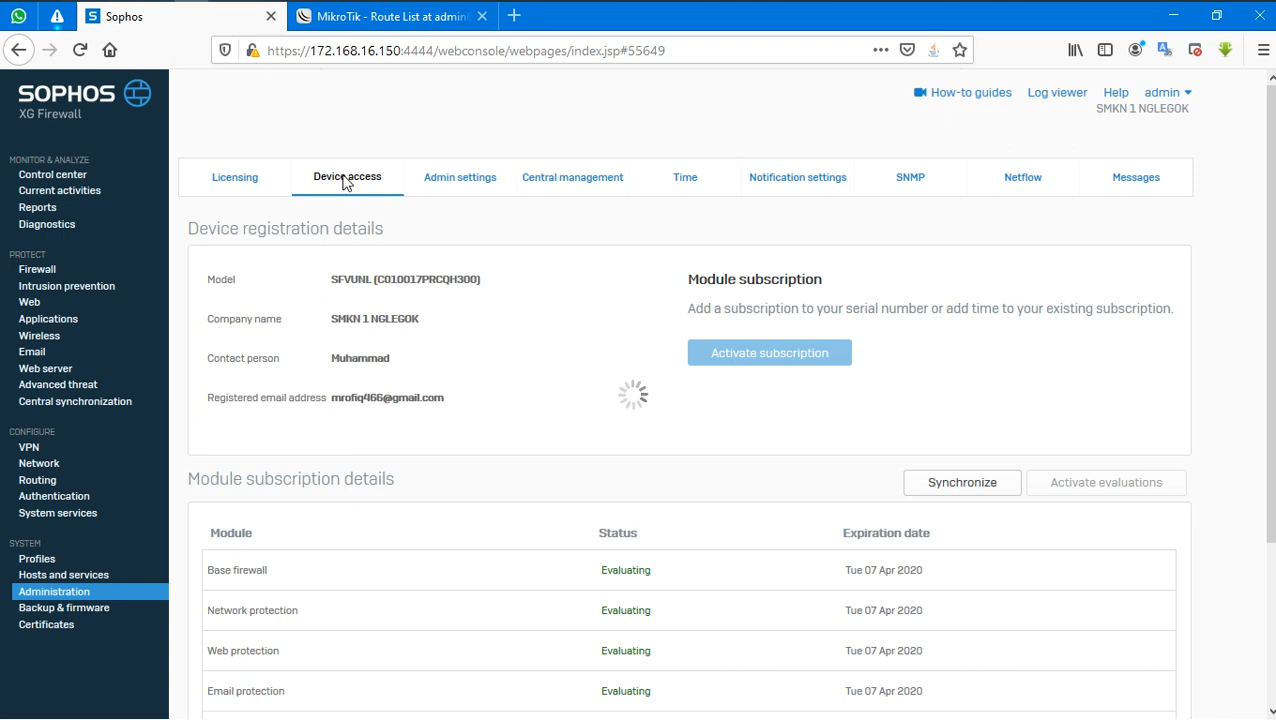 Sophos
MikroTik - Route List at admin@
https://172.168.16.150:4444/webconsole/webpages/index.jsp#55649
SOPHOS
XG Firewall
How-to guides
Log viewer
Help
admin
SMKN 1 NGLEGOK
MONITOR & ANALYZE
Control center
Current activities
Reports
Diagnostics
PROTECT
Firewall
Intrusion prevention
Web
Applications
Wireless
Email
Web server
Advanced threat
Central synchronization
CONFIGURE
VPN
Network
Routing
Authentication
System services
SYSTEM
Profiles
Hosts and services
Administration
Backup & firmware
Certificates
Licensing
Device access
Admin settings
Central management
Time
Notification settings
SNMP
Netflow
Messages
Device registration details
Model SFVUNL (C010017PRCQH300)
Company name SMKN 1 NGLEGOK
Contact person Muhammad
Registered email address mrofiq466@gmail.com
Module subscription
Add a subscription to your serial number or add time to your existing subscription.
Activate subscription
Module subscription details
Synchronize
Activate evaluations
Module Status Expiration date
Base firewall Evaluating Tue 07 Apr 2020
Network protection Evaluating Tue 07 Apr 2020
Web protection Evaluating Tue 07 Apr 2020
Email protection Evaluating Tue 07 Apr 2020